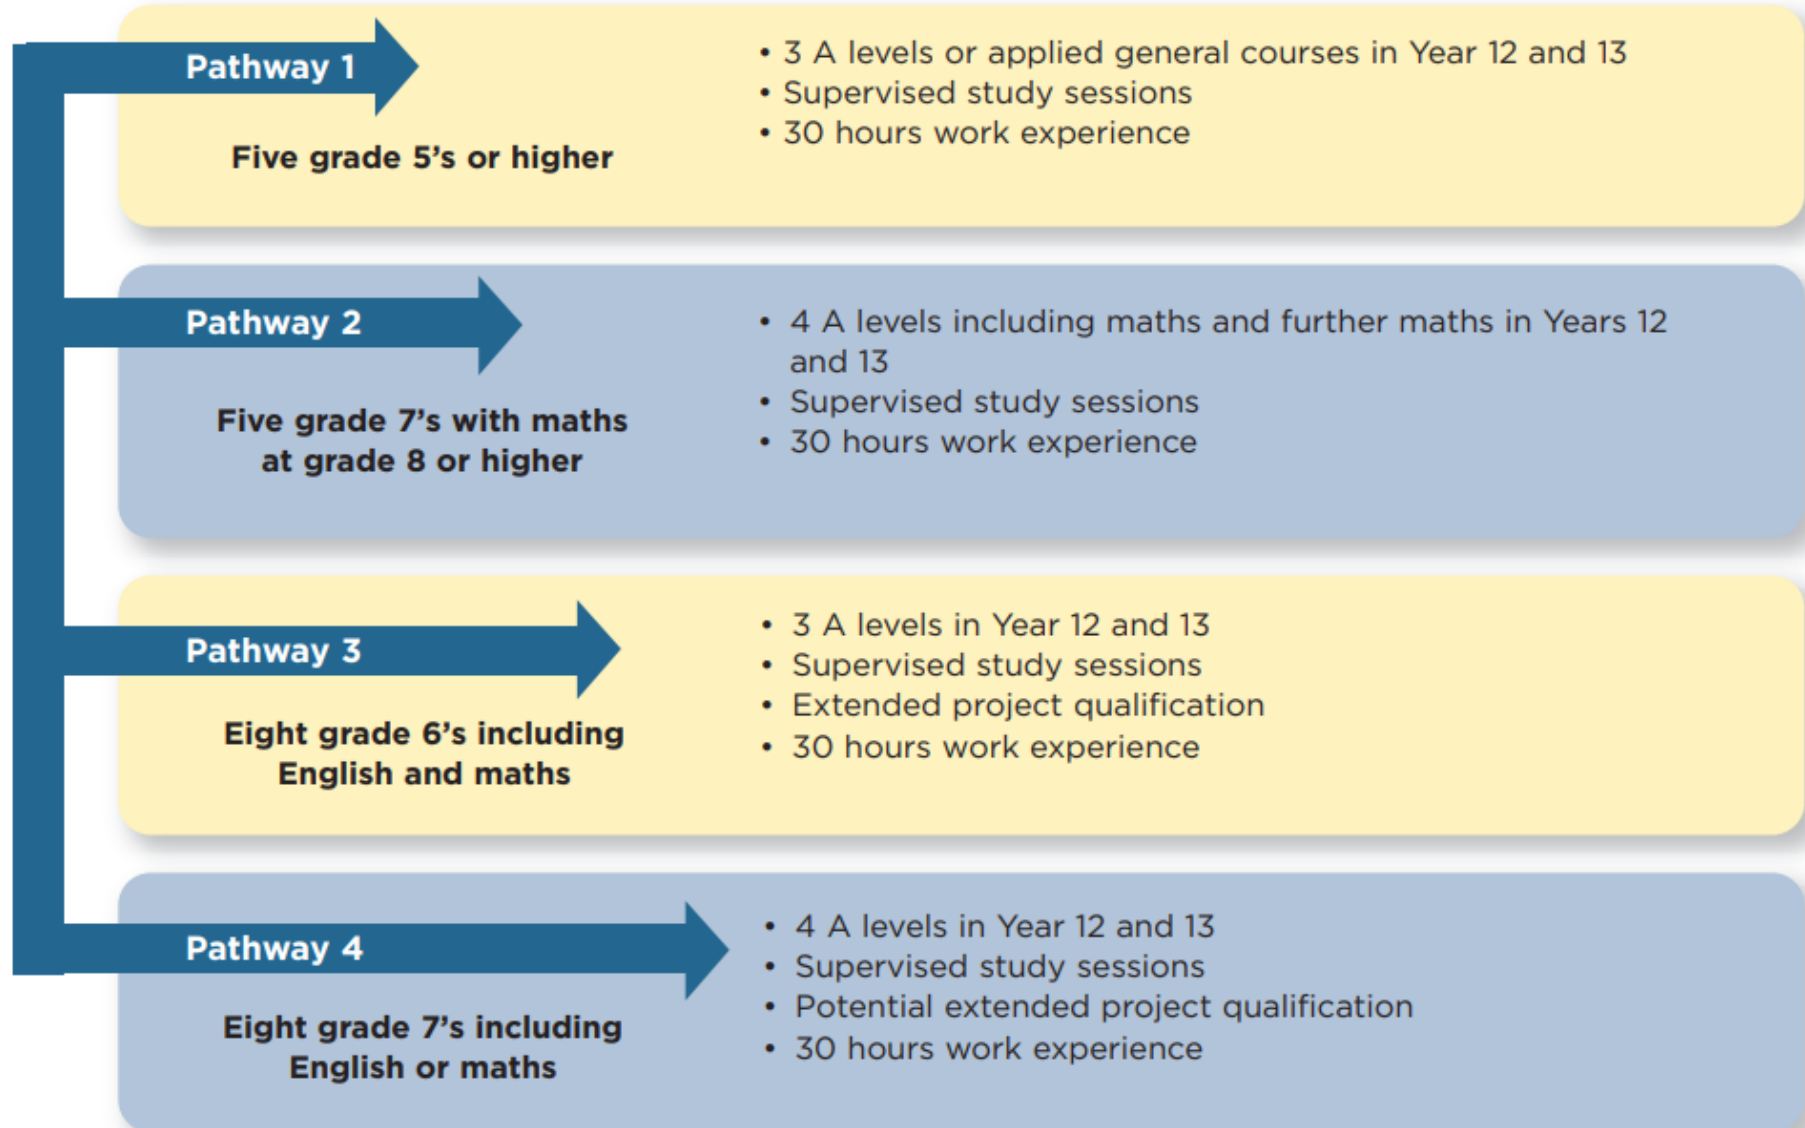 Pathway 1
Five grade 5’s or higher
• 3 A levels or applied general courses in Year 12 and 13
• Supervised study sessions
• 30 hours work experience
Pathway 2
Five grade 7’s with maths
at grade 8 or higher
• 4 A levels including maths and further maths in Years 12
and 13
• Supervised study sessions
• 30 hours work experience
Pathway 3
Eight grade 6’s including
English and maths
• 3 A levels in Year 12 and 13
• Supervised study sessions
• Extended project qualification
• 30 hours work experience
Pathway 4
Eight grade 7’s including
English or maths
• 4 A levels in Year 12 and 13
• Supervised study sessions
• Potential extended project qualification
• 30 hours work experience